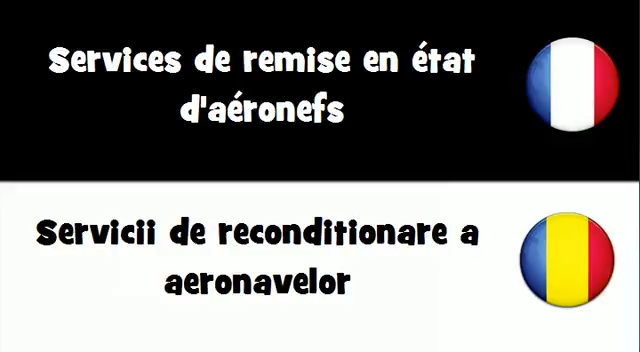 Services de remise en état
d'aéronefs
Servicii de reconditionare a
aeronavelor